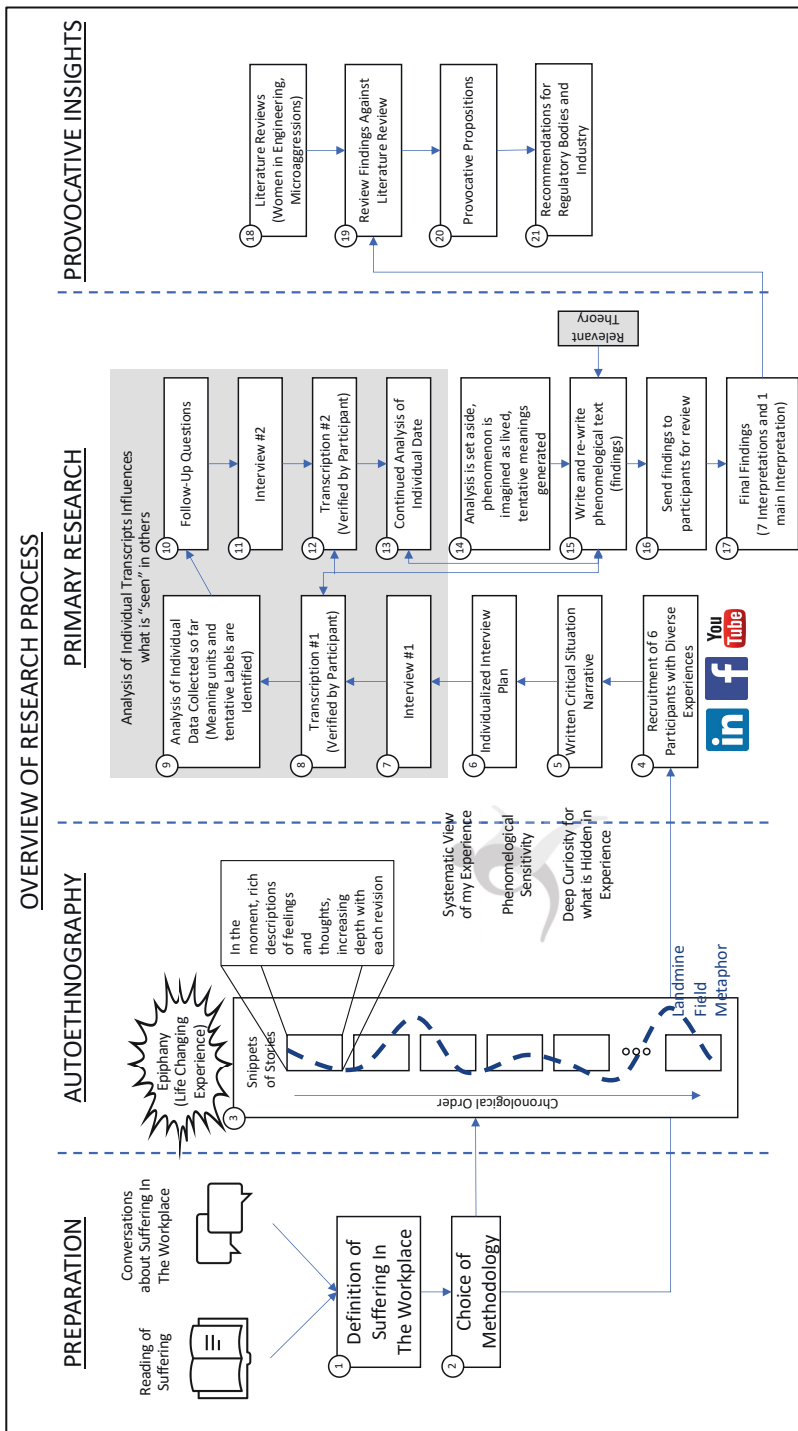 OVERVIEW OF RESEARCH PROCESS
PREPARATION
Reading of
Suffering
Conversations
about Suffering In
The Workplace
1
Definition of
Suffering In
The Workplace
2
Choice of
Methodology
AUTOETHNOGRAPHY
Epiphany
(Life Changing
Experience)
3
Snippets
of Stories
Chronological Order
In the
moment, rich
descriptions
of feelings
and
thoughts,
increasing
depth with
each revision
Landmine
Field
Metaphor
Systematic View
of my Experience
Phenomelogical
Sensitivity
Deep Curiosity for
what is Hidden in
Experience
PRIMARY RESEARCH
Analysis of Individual Transcripts Influences
what is "seen" in others
4
Recruitment of 6
Participants with Diverse
Experiences
in
f
You
Tube
5
Written Critical Situation
Narrative
6
Individualized Interview
Plan
7
Interview #1
8
Transcription #1
(Verified by Participant)
9
Analysis of Individual
Data Collected so far
(Meaning units and
tentative Labels are
Identified)
10
Follow-Up Questions
11
Interview #2
12
Transcription #2
(Verified by Participant)
13
Continued Analysis of
Individual Date
14
Analysis is set aside,
phenomenon is
imagined as lived,
tentative meanings
generated
15
Write and re-write
phenomelogical text
(findings)
Relevant
Theory
16
Send findings to
participants for review
17
Final Findings
(7 Interpretations and 1
main Interpretation)
PROVOCATIVE INSIGHTS
18
Literature Reviews
(Women in Engineering,
Microaggressions)
19
Review Findings Against
Literature Review
20
Provocative Propositions
21
Recommendations for
Regulatory Bodies and
Industry